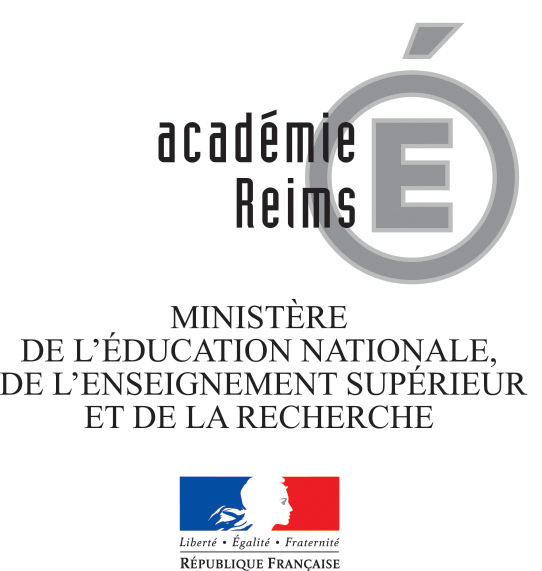 académie
Reims
É
MINISTÈRE
DE L'ÉDUCATION NATIONALE,
DE L'ENSEIGNEMENT SUPÉRIEUR
ET DE LA RECHERCHE
Liberté • Égalité • Fraternité
RÉPUBLIQUE FRANÇAISE